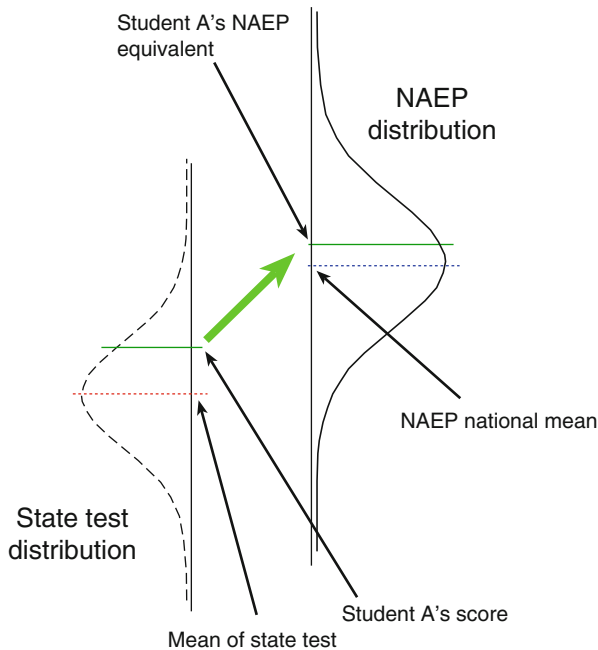 Student A's NAEP
equivalent
NAEP
distribution
NAEP national mean
State test
distribution
Student A's score
Mean of state test